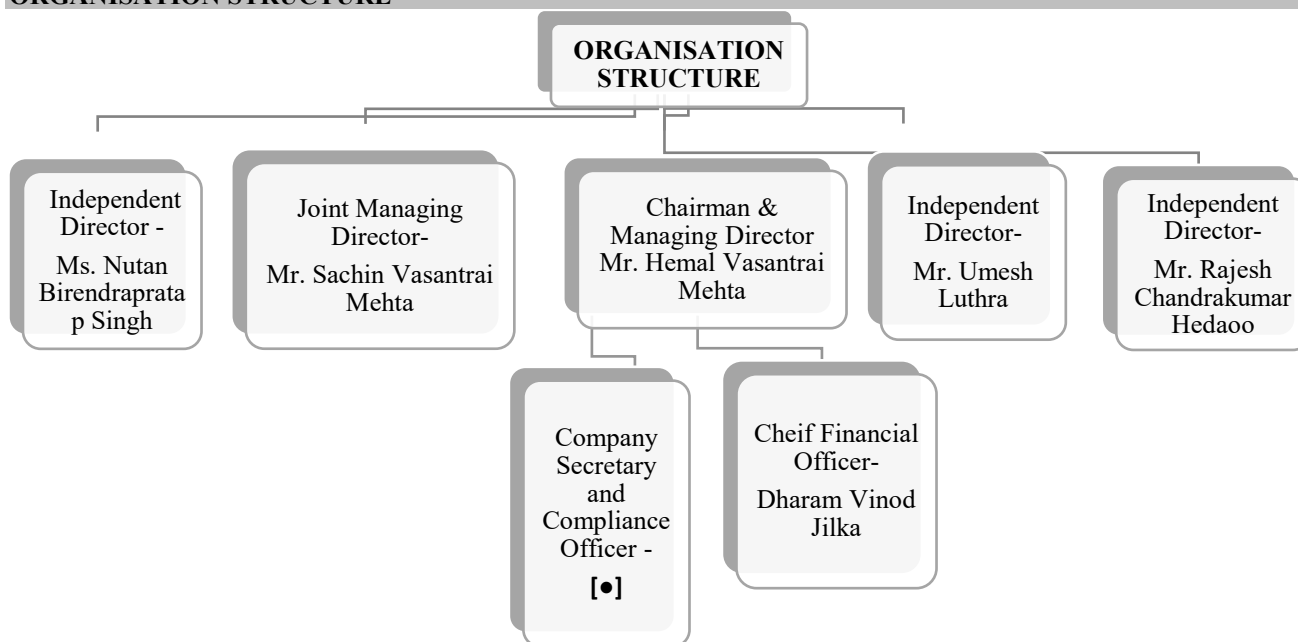 ORGANISATION STRUCTURE
ORGANISATION
STRUCTURE
Independent
Director -
Ms. Nutan
Birendraprata
p Singh
Joint Managing
Director-
Mr. Sachin Vasantrai
Mehta
Chairman &
Managing Director
Mr. Hemal Vasantrai
Mehta
Independent
Director-
Mr. Umesh
Luthra
Independent
Director-
Mr. Rajesh
Chandrakumar
Hedaoo
Company
Secretary
and
Compliance
Officer -
[●]
Cheif Financial
Officer-
Dharam Vinod
Jilka